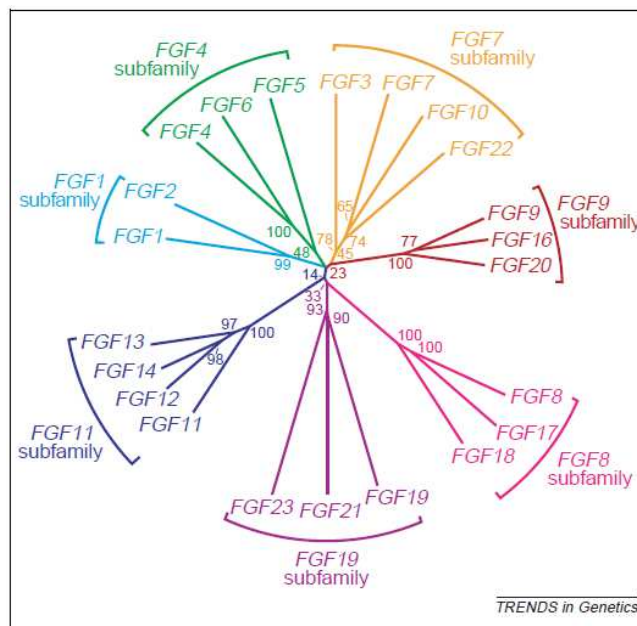 FGF4
subfamily
FGF5
FGF6
FGF4
FGF7
subfamily
FGF3
FGF7
FGF10
FGF22
FGF1
subfamily
FGF2
FGF1
FGF9
subfamily
FGF9
FGF16
FGF20
65
78
74
45
100
48
99
77
100
14
23
33
93
90
97
100
98
100
100
FGF13
FGF14
FGF12
FGF11
FGF11
subfamily
FGF8
FGF17
FGF18
FGF8
subfamily
FGF23
FGF21
FGF19
FGF19
subfamily
TRENDS in Genetics